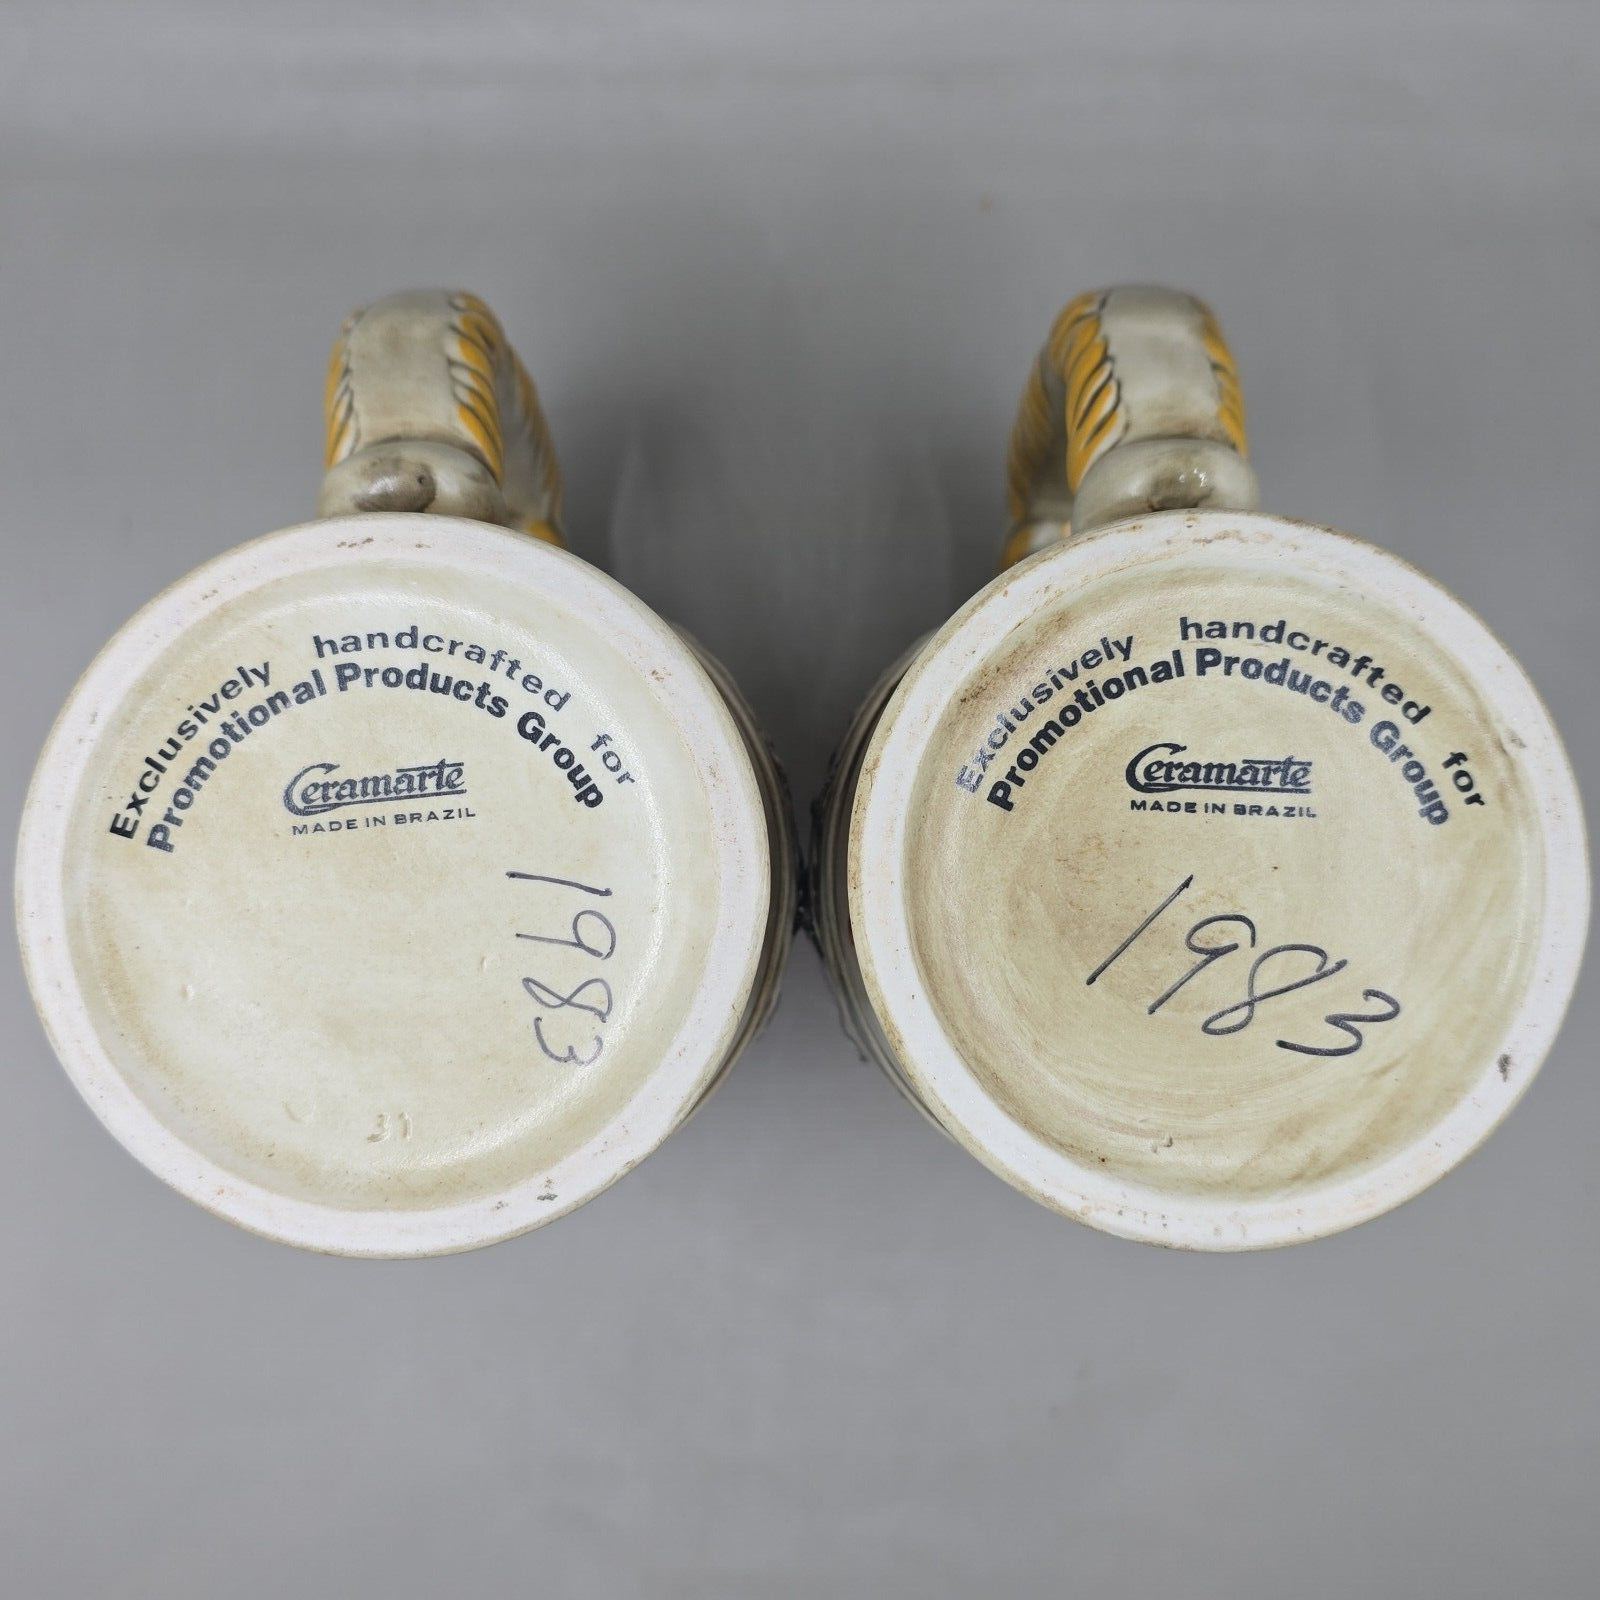 Exclusively handcrafted for
Promotional Products Group
Ceramarte
MADE IN BRAZIL
1983
31
Exclusively handcrafted for
Promotional Products Group
Ceramarte
MADE IN BRAZIL
1983